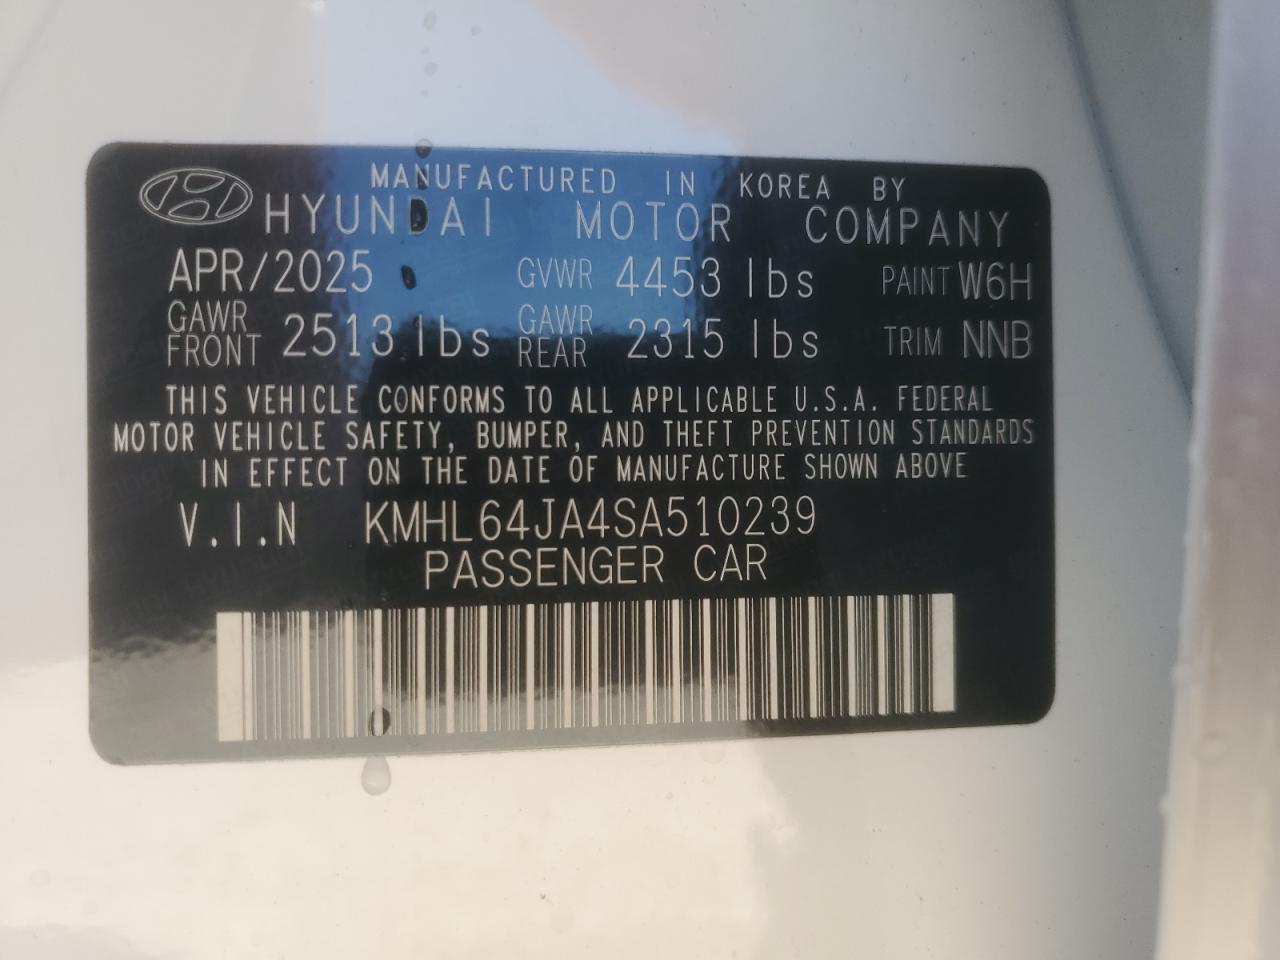 MANUFACTURED IN KOREA BY
HYUNDAI MOTOR COMPANY
APR/2025 GVWR 4453 lbs PAINT W6H
GAWR FRONT 2513 lbs GAWR REAR 2315 lbs TRIM NNB
THIS VEHICLE CONFORMS TO ALL APPLICABLE U.S.A. FEDERAL
MOTOR VEHICLE SAFETY, BUMPER, AND THEFT PREVENTION STANDARDS
IN EFFECT ON THE DATE OF MANUFACTURE SHOWN ABOVE
V.I.N KMHL64JA4SA510239
PASSENGER CAR